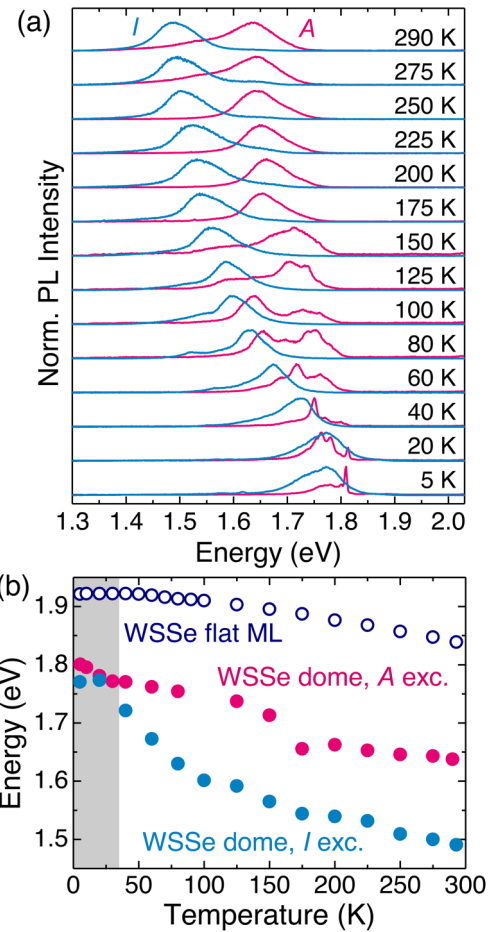 (a)
I
A
290 K
275 K
250 K
225 K
200 K
175 K
150 K
125 K
100 K
80 K
60 K
40 K
20 K
5 K
Norm. PL Intensity
1.3 1.4 1.5 1.6 1.7 1.8 1.9 2.0
Energy (eV)
(b)
1.9
1.8
1.7
1.6
1.5
Energy (eV)
WSSe flat ML
WSSe dome, A exc.
WSSe dome, I exc.
0 50 100 150 200 250 300
Temperature (K)